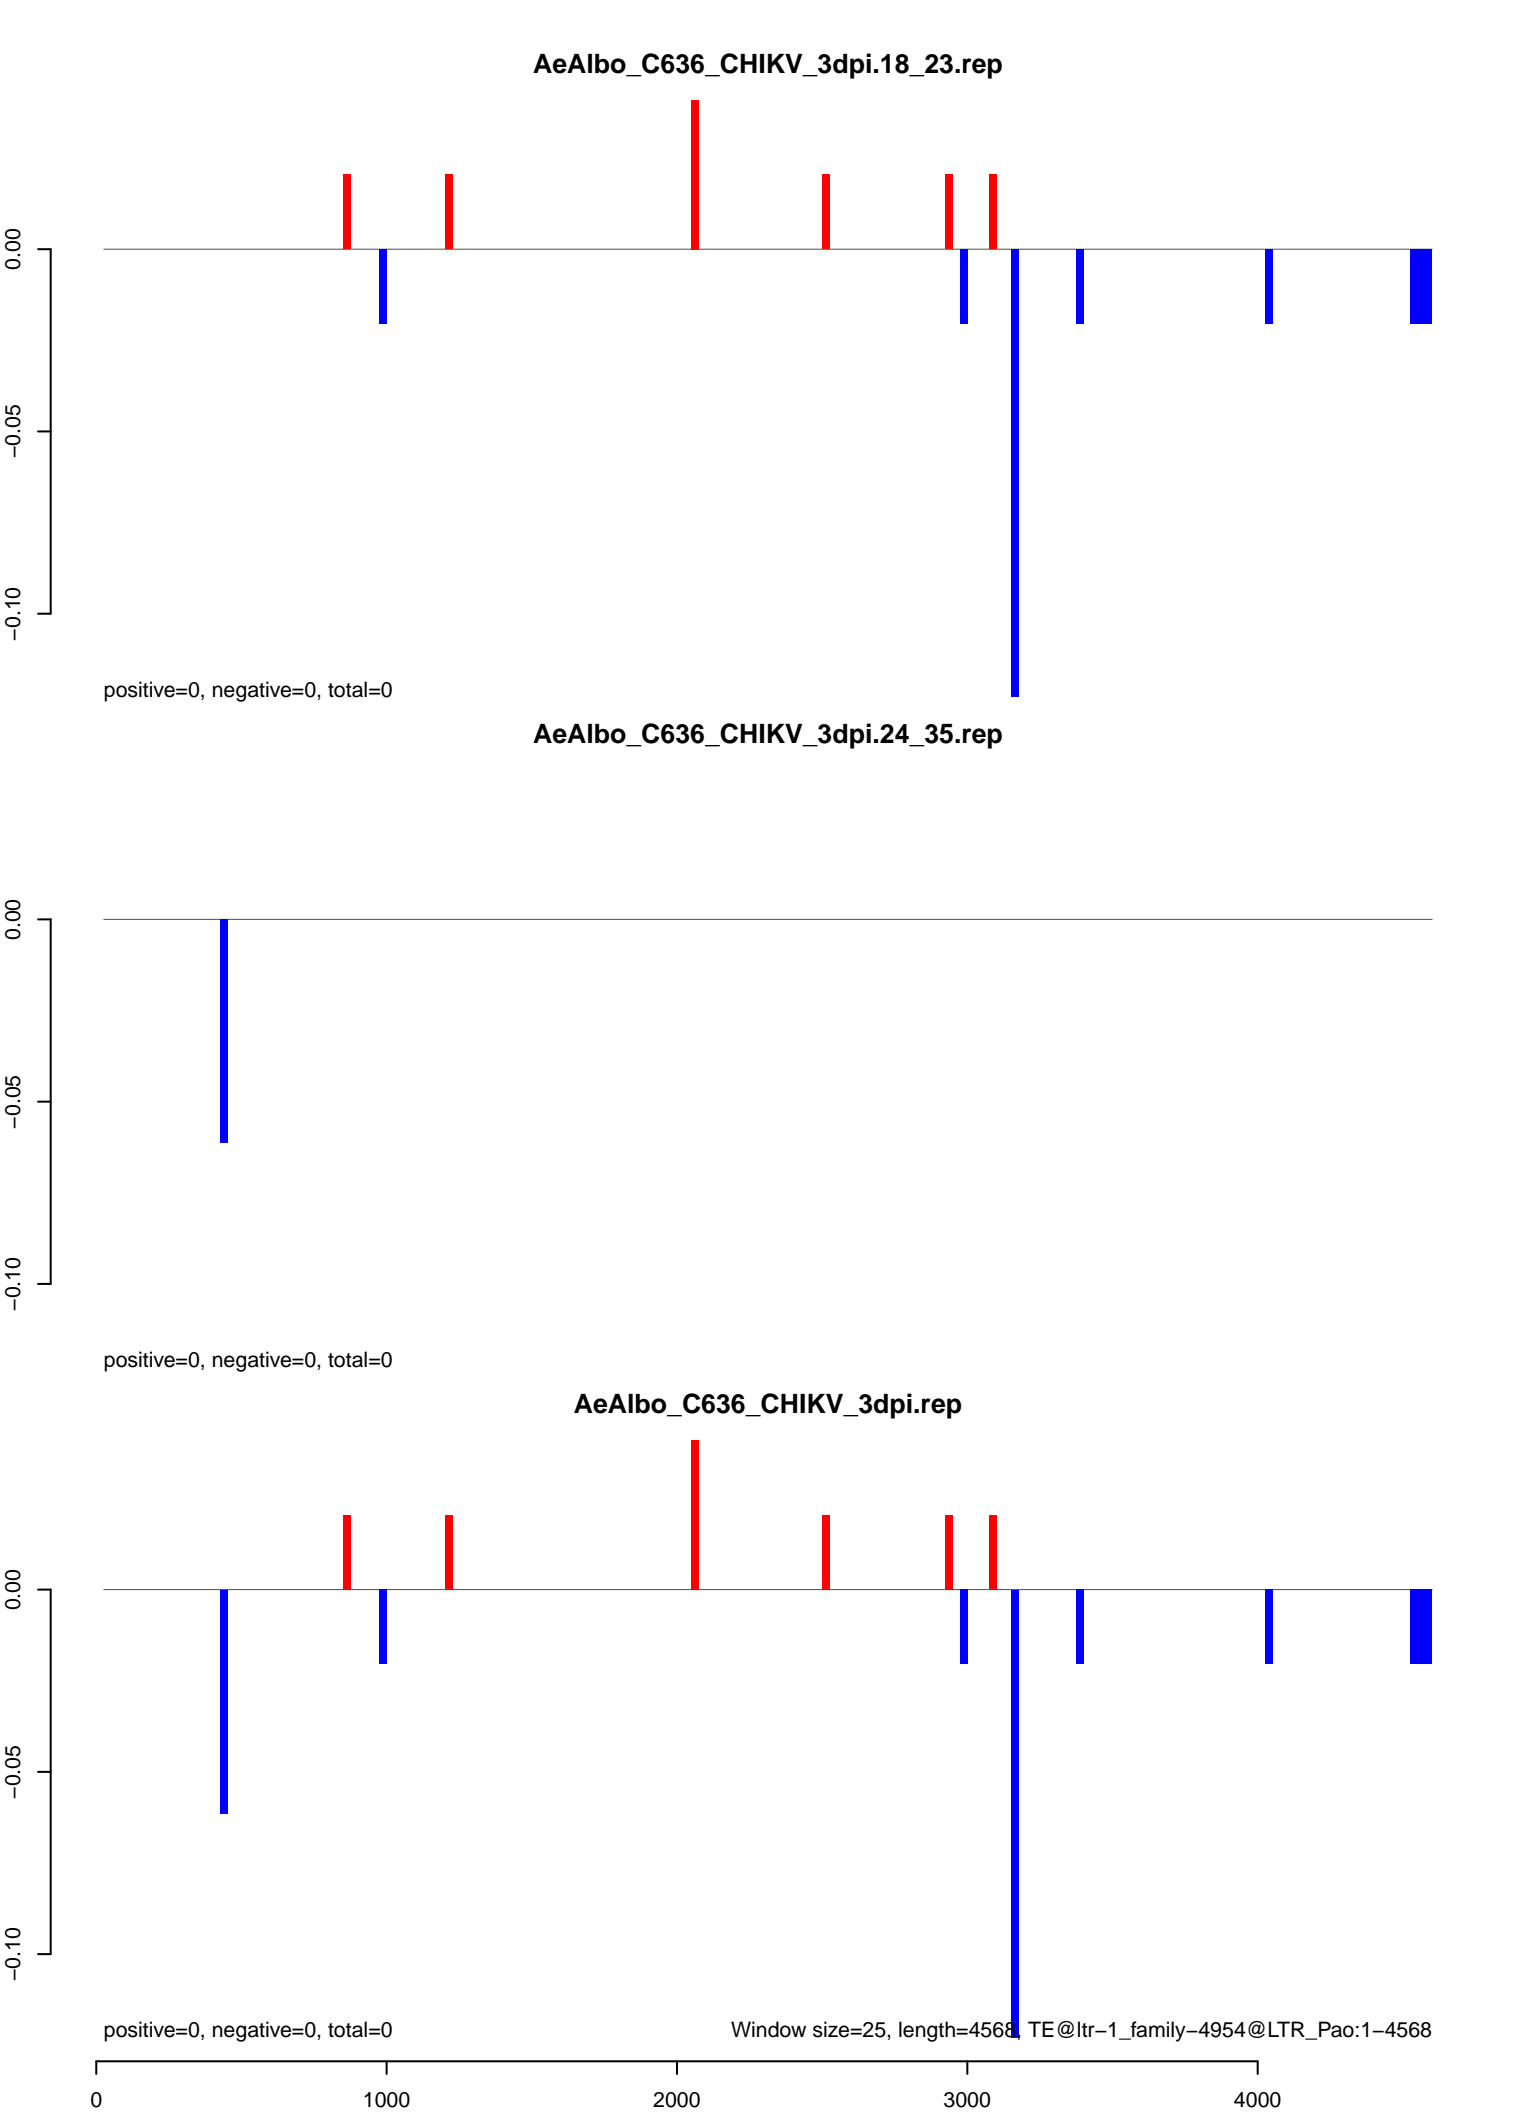 AeAlbo_C636_CHIKV_3dpi.18_23.rep
0.00
−0.05
−0.10
positive=0, negative=0, total=0
AeAlbo_C636_CHIKV_3dpi.24_35.rep
0.00
−0.05
−0.10
positive=0, negative=0, total=0
AeAlbo_C636_CHIKV_3dpi.rep
0.00
−0.05
−0.10
positive=0, negative=0, total=0 Window size=25, length=4568, TE@ltr−1_family−4954@LTR_Pao:1−4568
0 1000 2000 3000 4000